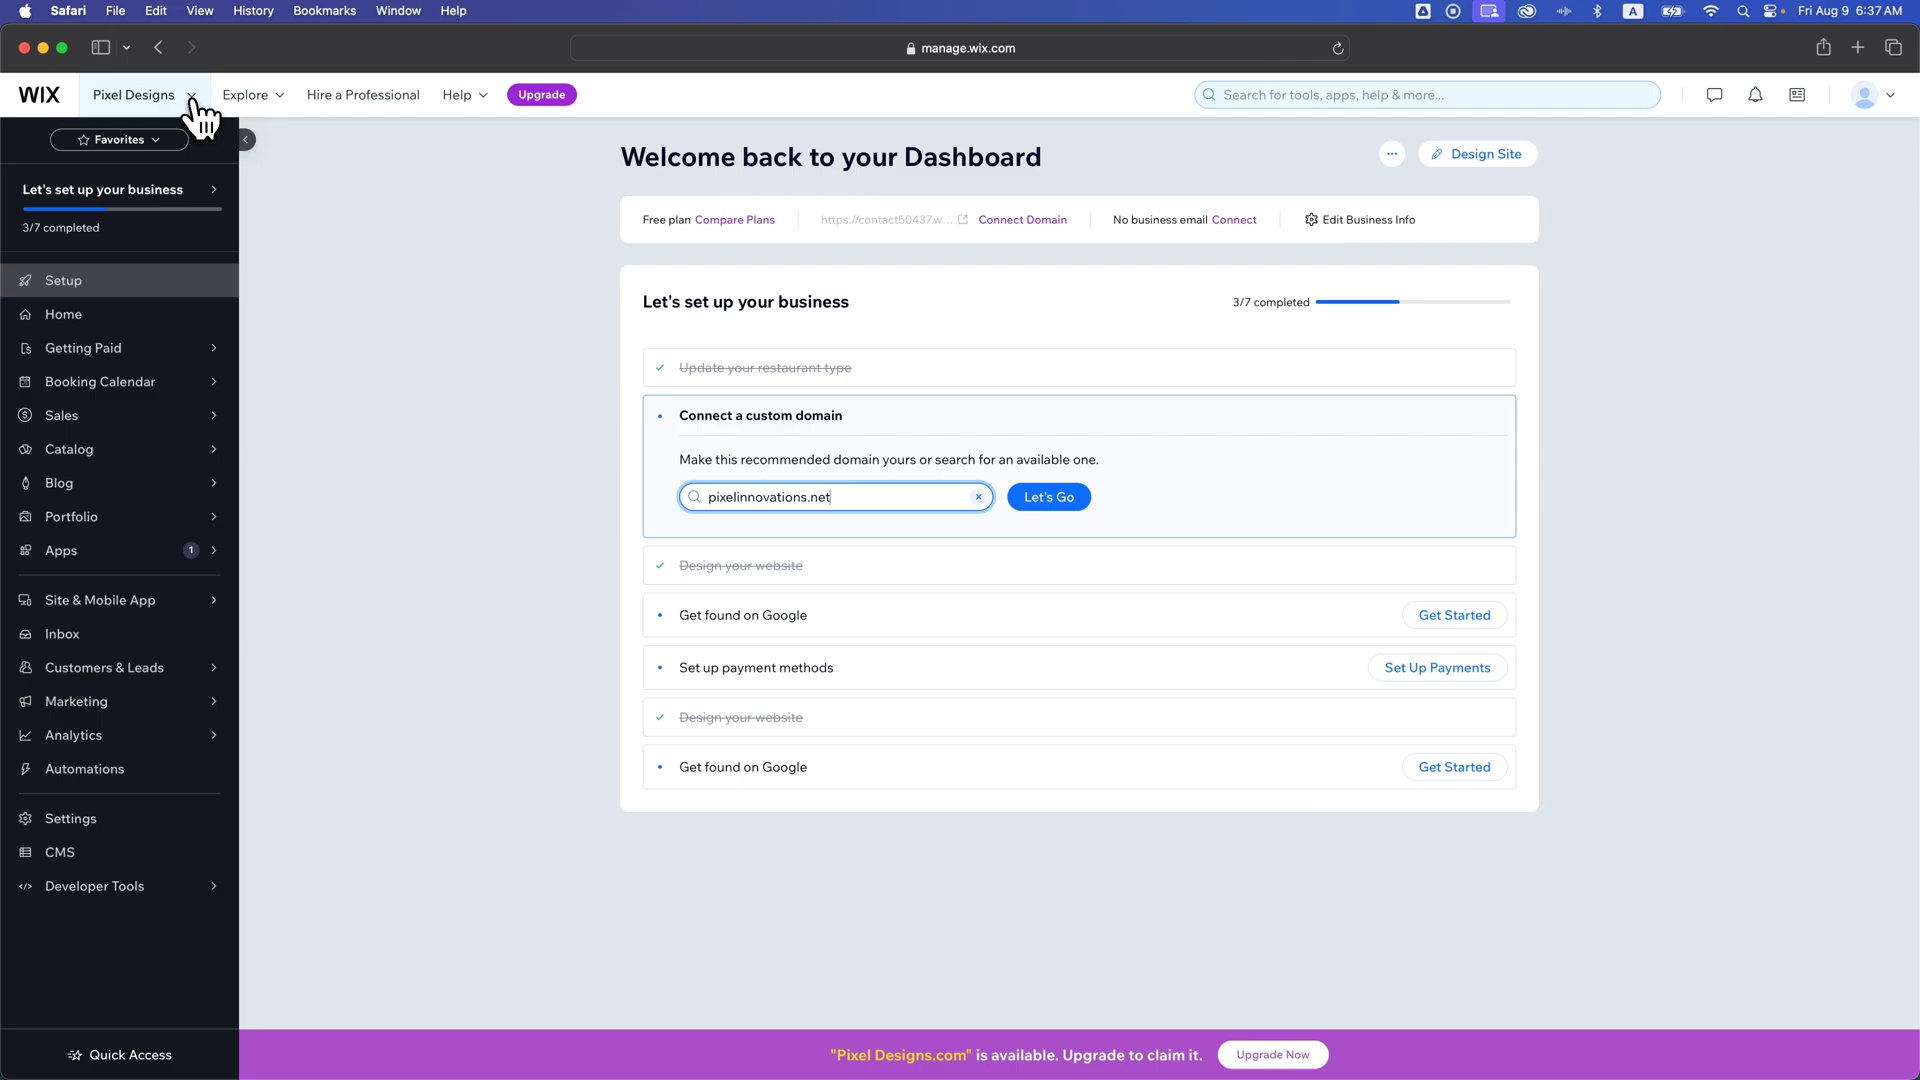 Safari File Edit View History Bookmarks Window Help A Fri Aug 9 6:37 AM
manage.wix.com
WIX Pixel Designs Explore Hire a Professional Help Upgrade Search for tools, apps, help & more...
Favorites
Let's set up your business
3/7 completed
Setup
Home
Getting Paid
Booking Calendar
Sales
Catalog
Blog
Portfolio
Apps 1
Site & Mobile App
Inbox
Customers & Leads
Marketing
Analytics
Automations
Settings
CMS
Developer Tools
Quick Access
Welcome back to your Dashboard
Design Site
Free plan Compare Plans https://contact50437.w... Connect Domain No business email Connect Edit Business Info
Let's set up your business 3/7 completed
Update your restaurant type
Connect a custom domain
Make this recommended domain yours or search for an available one.
pixelinnovations.net Let's Go
Design your website
Get found on Google Get Started
Set up payment methods Set Up Payments
Design your website
Get found on Google Get Started
"Pixel Designs.com" is available. Upgrade to claim it. Upgrade Now